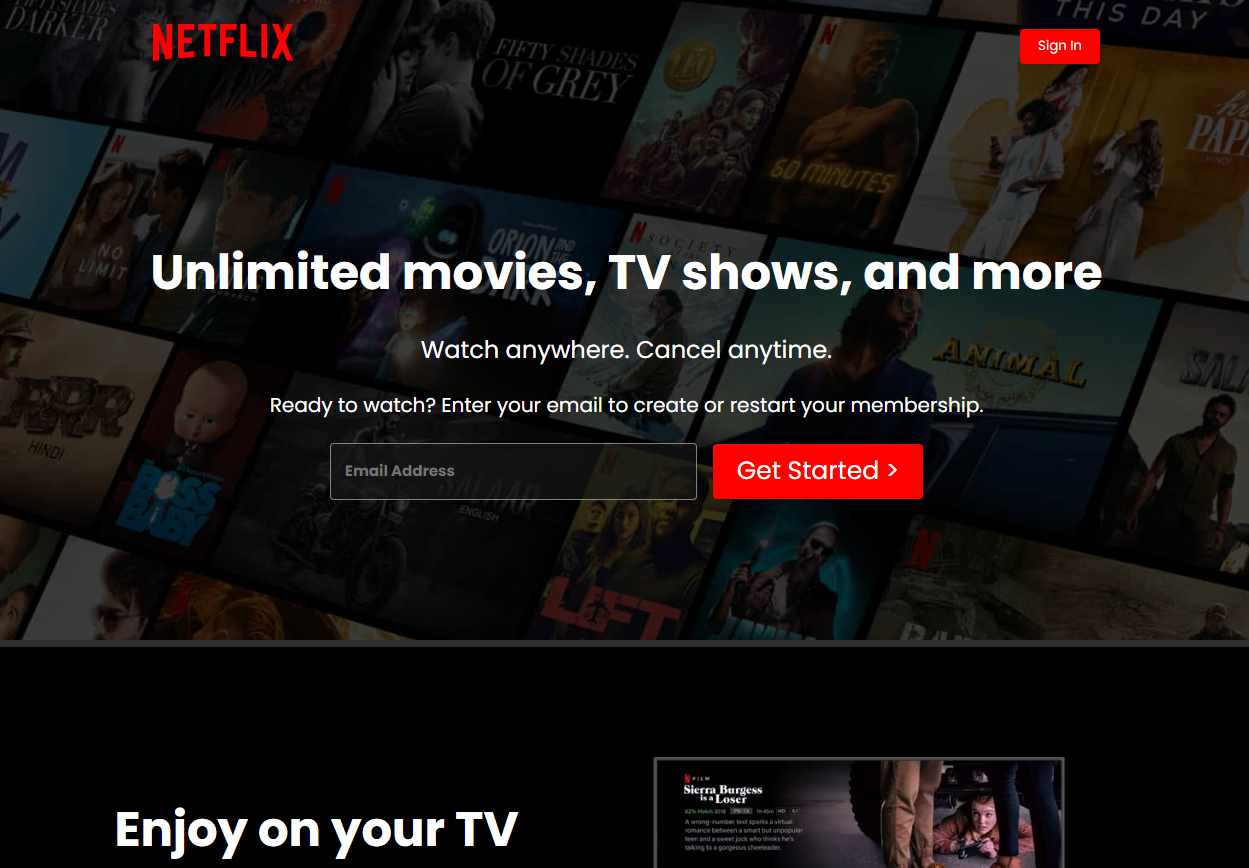 FIFTY SHADES
DARKER
THIS DAY
NETFLIX
Sign In
FIFTY SHADES
OF GREY
60 MINUTES
HINDI
NO
LIMIT
ORION AND
THE
DARK
SOCIETY
Unlimited movies, TV shows, and more
Watch anywhere. Cancel anytime.
ANIMAL
Ready to watch? Enter your email to create or restart your membership.
RRR
HINDI
BOSS
BABY
Email Address
Get Started >
SALAAR
ENGLISH
LIFT
Enjoy on your TV
N FILM
Sierra Burgess
is a Loser
82% Match 2018 PG-13 1h 45m HD 5.1
A wrong-number text sparks a virtual
romance between a smart but unpopular
teen and a sweet jock who thinks he's
talking to a gorgeous cheerleader.